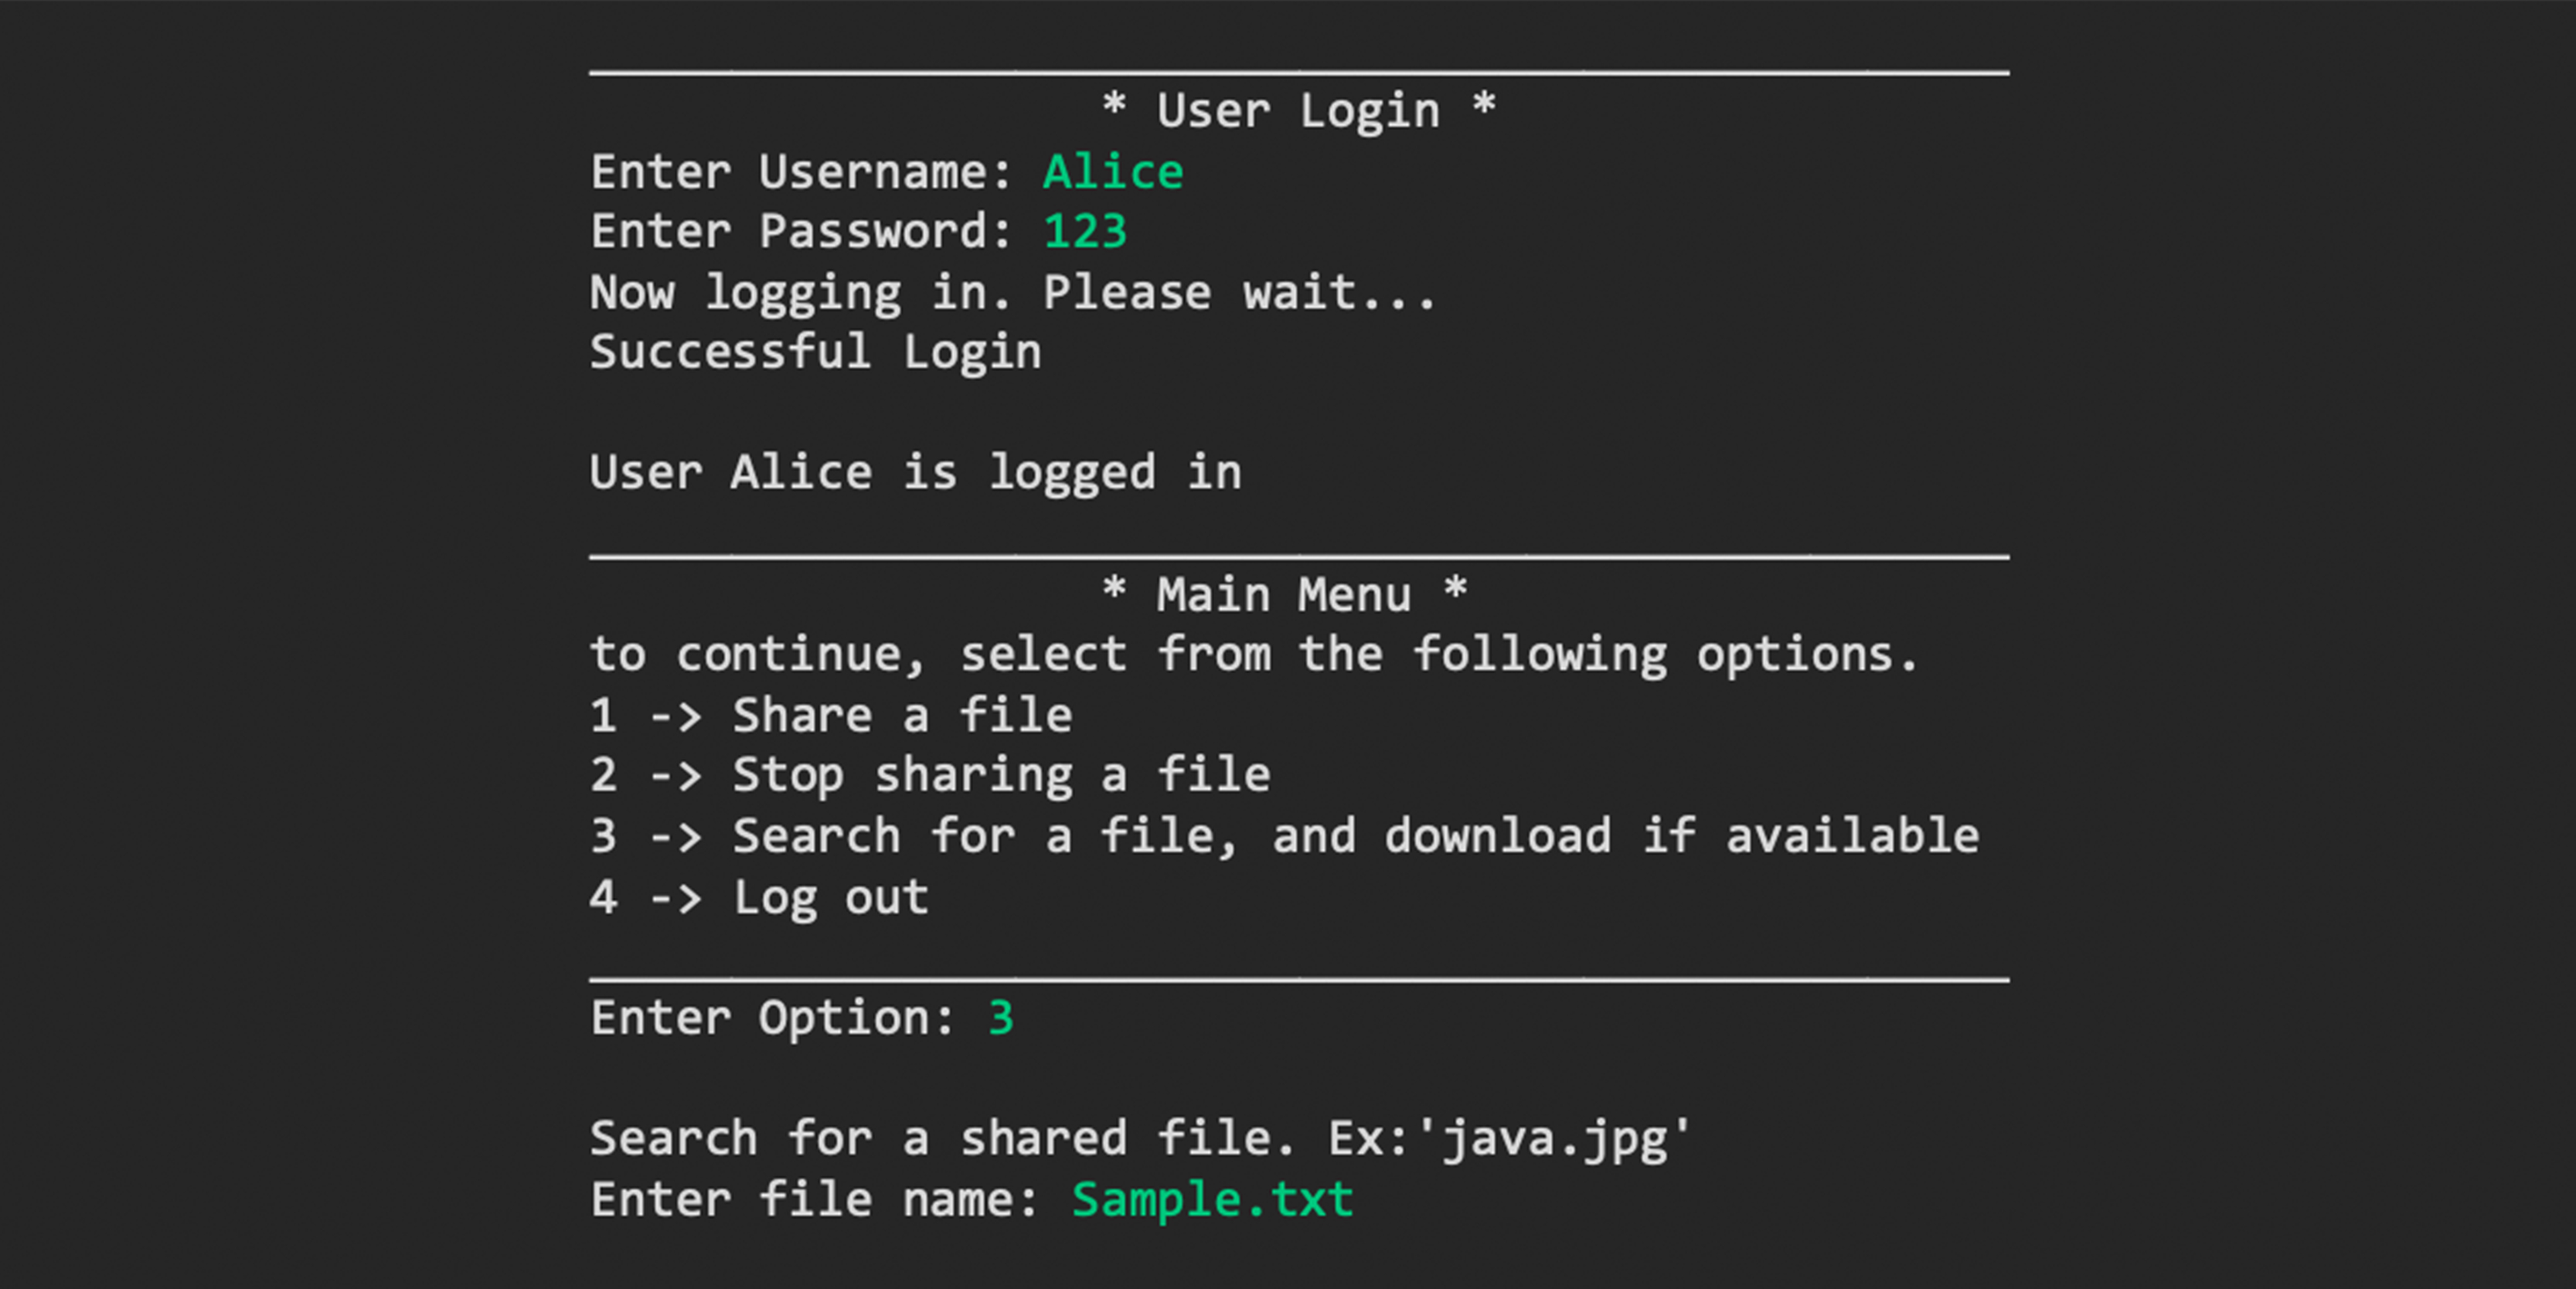 * User Login *
Enter Username: Alice
Enter Password: 123
Now logging in. Please wait...
Successful Login
User Alice is logged in
* Main Menu *
to continue, select from the following options.
1 -> Share a file
2 -> Stop sharing a file
3 -> Search for a file, and download if available
4 -> Log out
Enter Option: 3
Search for a shared file. Ex:'java.jpg'
Enter file name: Sample.txt